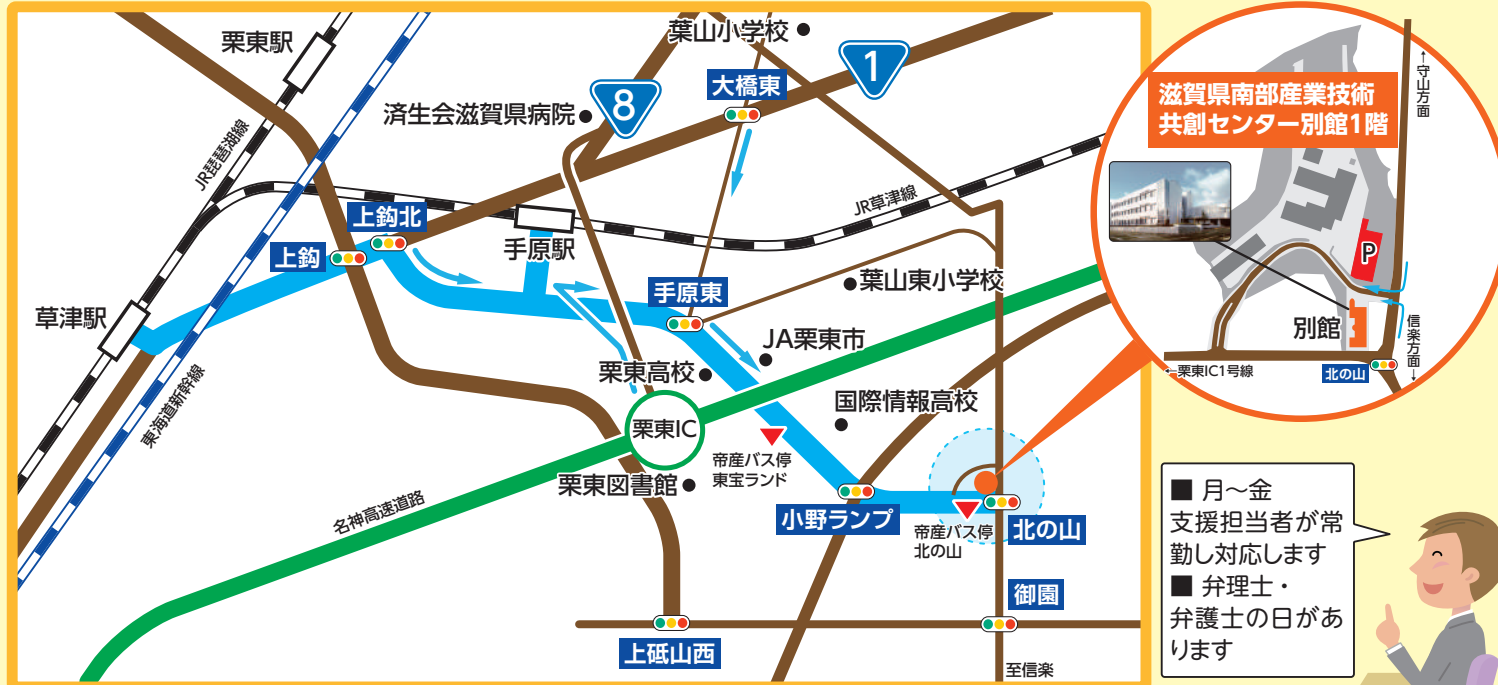 栗東駅
葉山小学校
1
8
大橋東
済生会滋賀県病院
JR琵琶湖線
上鈎北
上鈎
手原駅
JR草津線
手原東
葉山東小学校
草津駅
JA栗東市
栗東高校
東海道新幹線
国際情報高校
栗東IC
帝産バス停
東宝ランド
栗東図書館
名神高速道路
小野ランプ
帝産バス停
北の山
北の山
御園
上砥山西
至信楽
滋賀県南部産業技術
共創センター別館1階
↑守山方面
P
別館
信楽方面↓
←栗東IC1号線
北の山
■ 月〜金
支援担当者が常
勤し対応します
■ 弁理士・
弁護士の日があ
ります